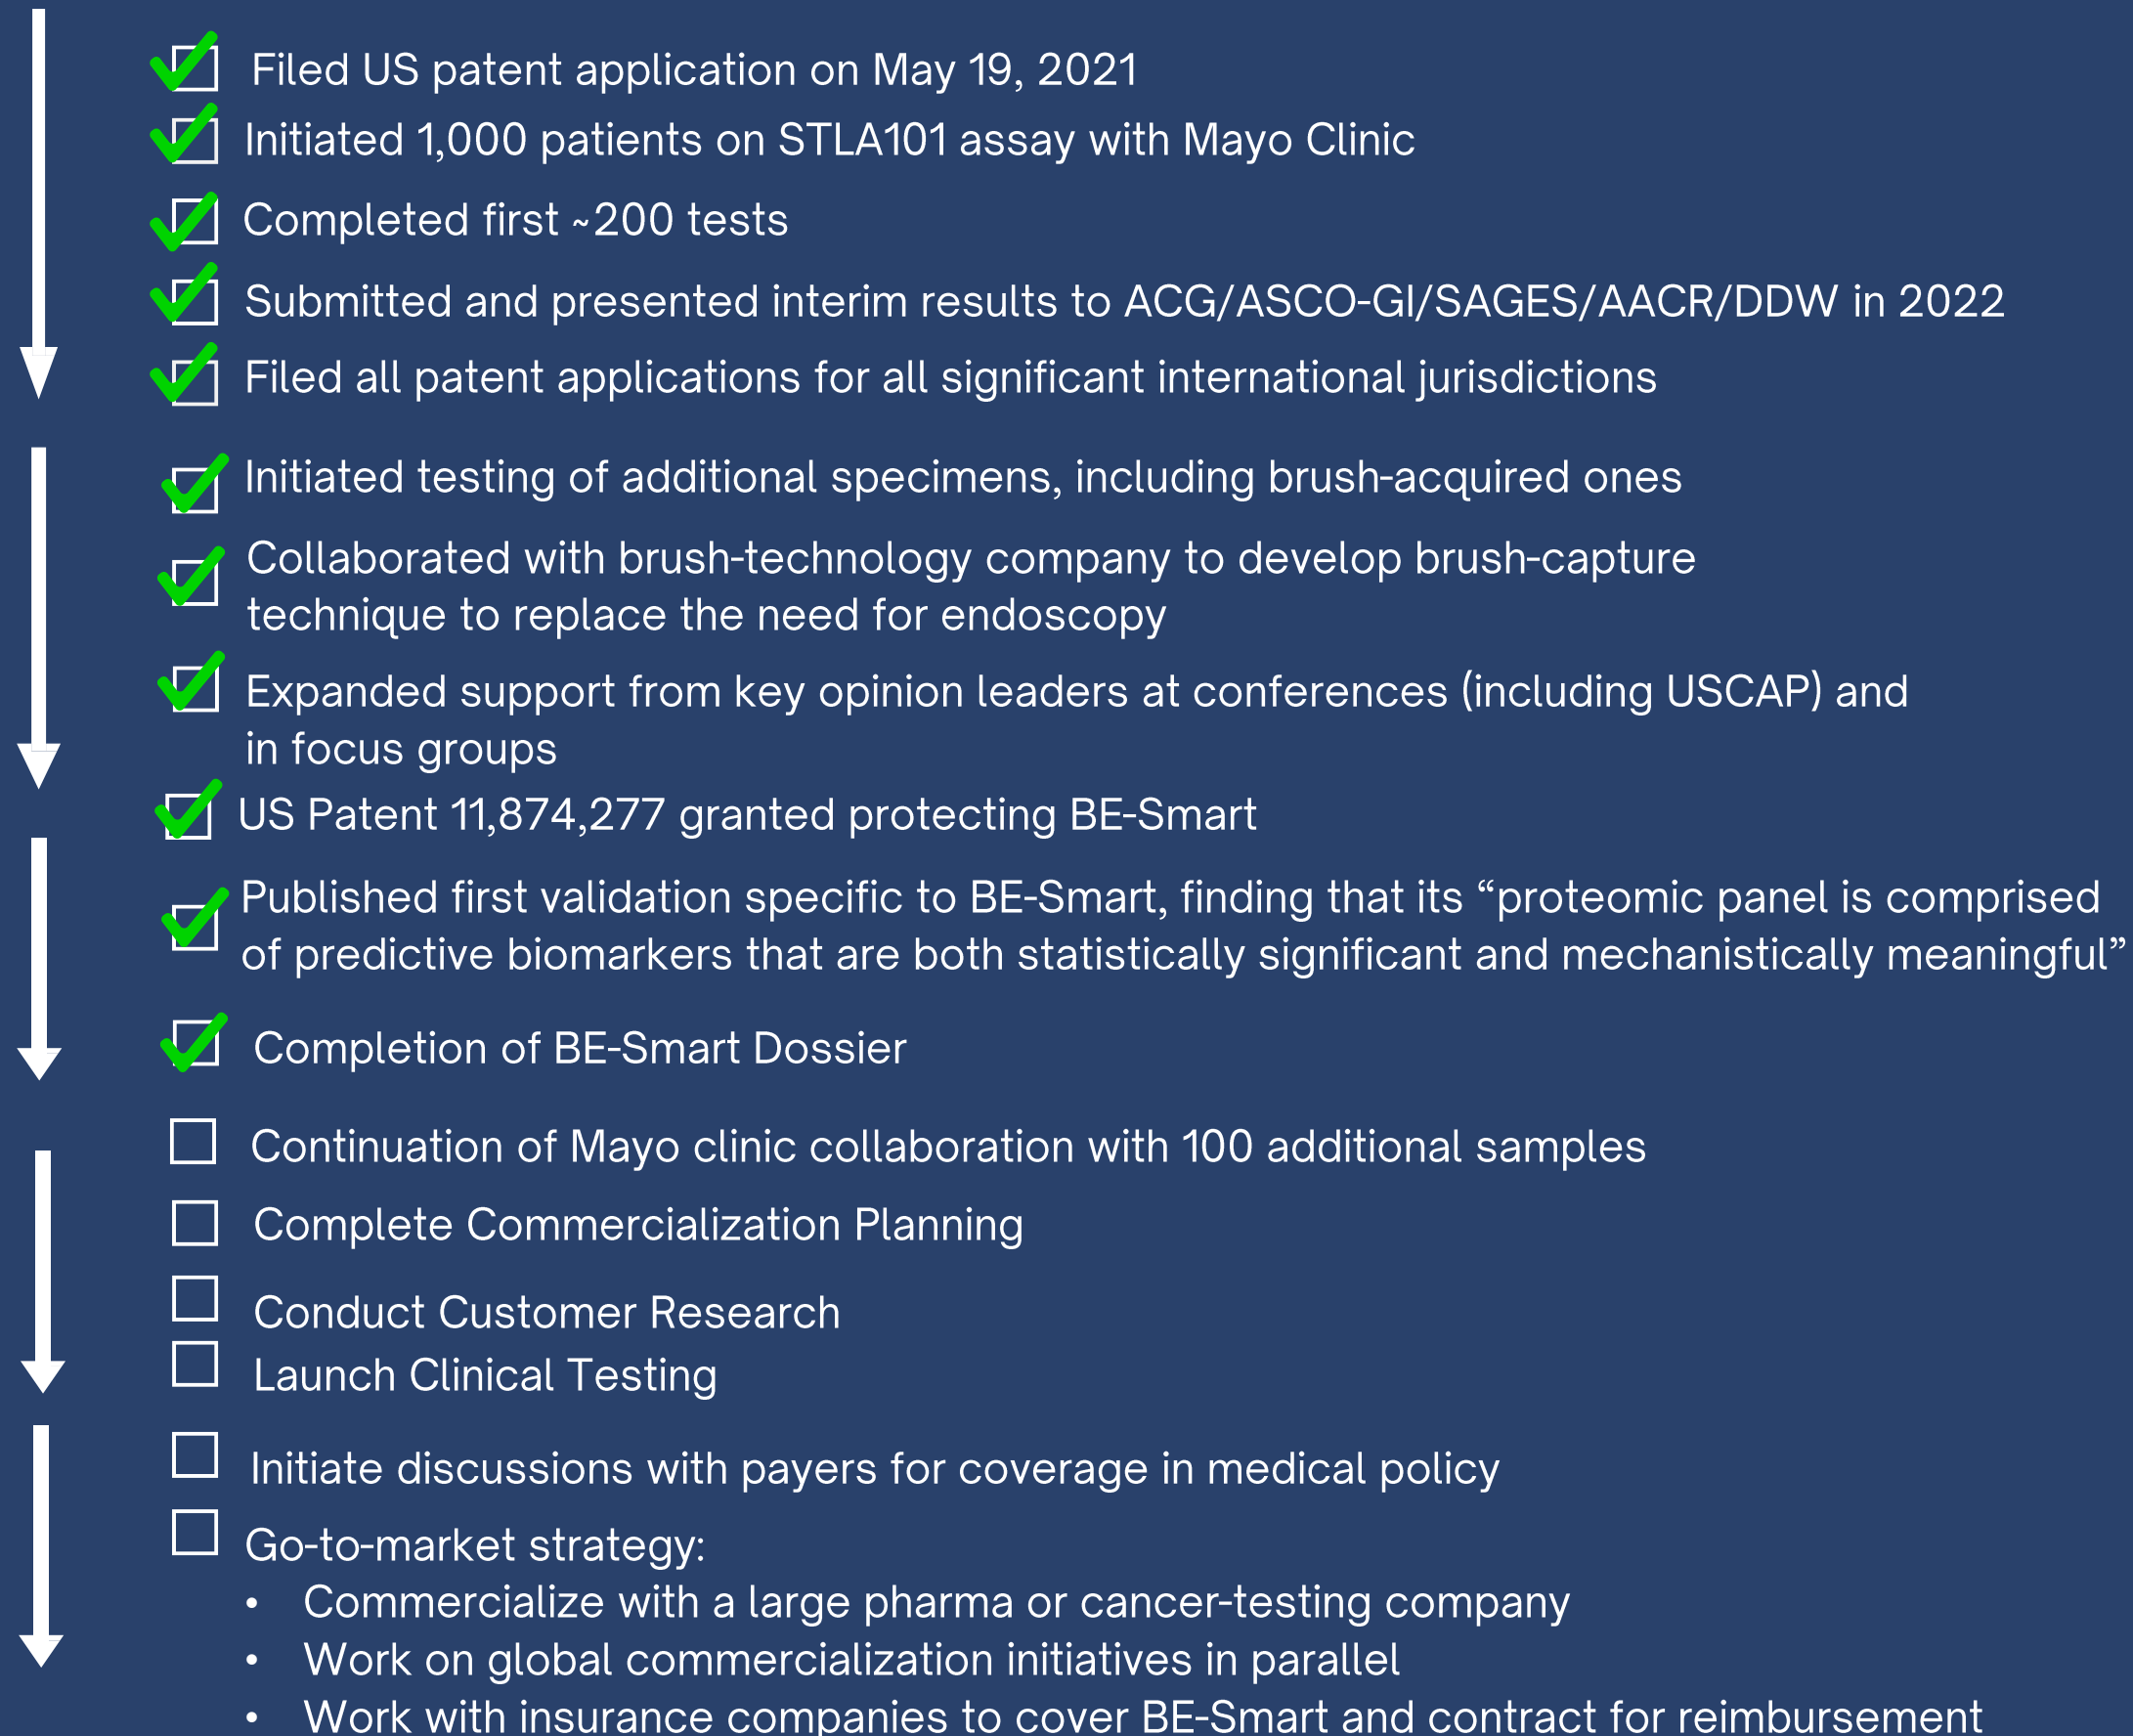 Filed US patent application on May 19, 2021
Initiated 1,000 patients on STLA101 assay with Mayo Clinic
Completed first ~200 tests
Submitted and presented interim results to ACG/ASCO-GI/SAGES/AACR/DDW in 2022
Filed all patent applications for all significant international jurisdictions
Initiated testing of additional specimens, including brush-acquired ones
Collaborated with brush-technology company to develop brush-capture
technique to replace the need for endoscopy
Expanded support from key opinion leaders at conferences (including USCAP) and
in focus groups
US Patent 11,874,277 granted protecting BE-Smart
Published first validation specific to BE-Smart, finding that its “proteomic panel is comprised
of predictive biomarkers that are both statistically significant and mechanistically meaningful”
Completion of BE-Smart Dossier
Continuation of Mayo clinic collaboration with 100 additional samples
Complete Commercialization Planning
Conduct Customer Research
Launch Clinical Testing
Initiate discussions with payers for coverage in medical policy
Go-to-market strategy:
• Commercialize with a large pharma or cancer-testing company
• Work on global commercialization initiatives in parallel
• Work with insurance companies to cover BE-Smart and contract for reimbursement